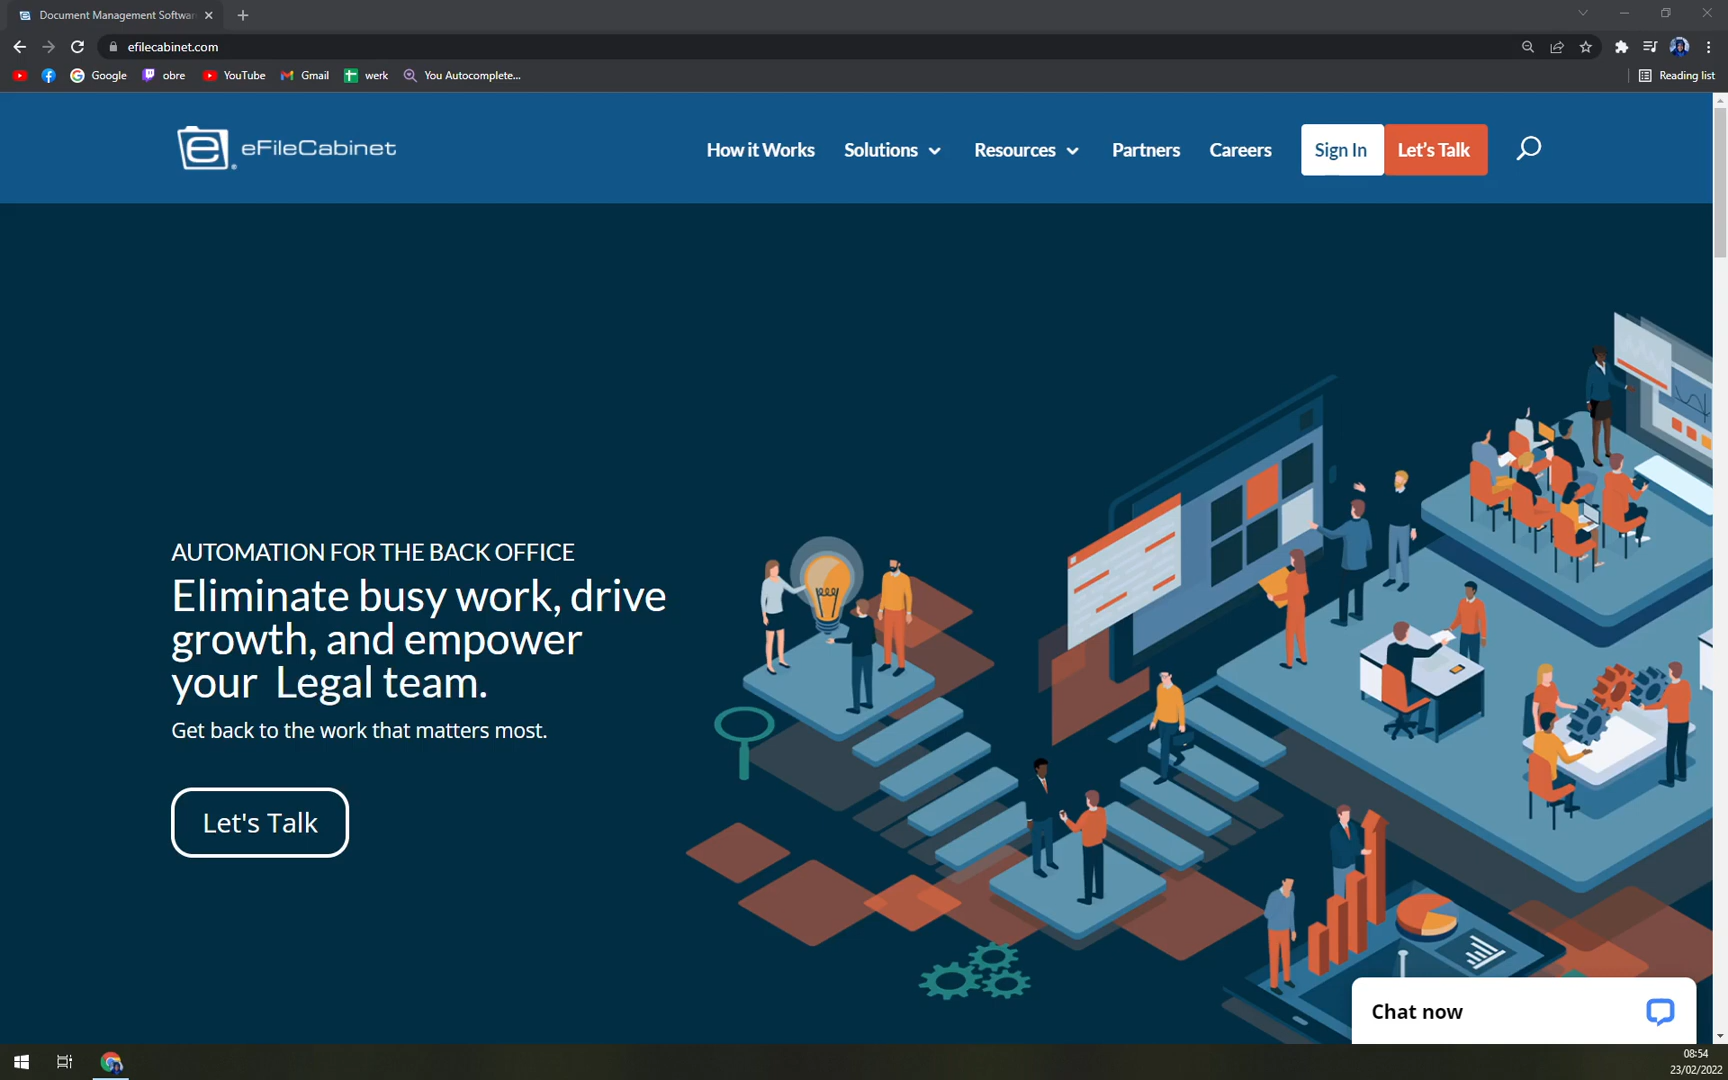 Document Management Softwar
efilecabinet.com
Google
obre
YouTube
Gmail
werk
You Autocomplete...
Reading list
eFileCabinet
How it Works
Solutions
Resources
Partners
Careers
Sign In
Let's Talk
AUTOMATION FOR THE BACK OFFICE
Eliminate busy work, drive
growth, and empower
your Legal team.
Get back to the work that matters most.
Let's Talk
Chat now
08:54
23/02/2022